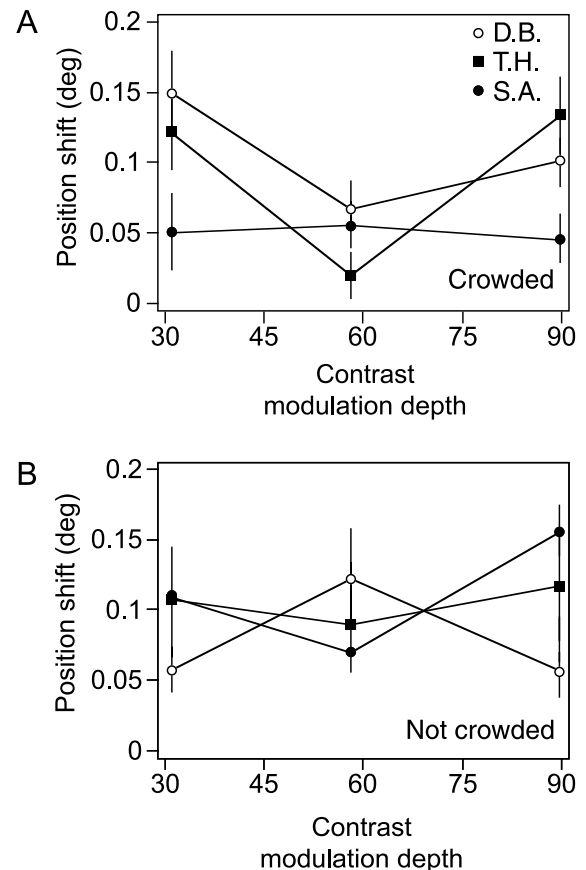 A
Position shift (deg)
0.2
0.15
0.1
0.05
0
D.B.
T.H.
S.A.
Crowded
30 45 60 75 90
Contrast
modulation depth
B
Position shift (deg)
0.2
0.15
0.1
0.05
0
Not crowded
30 45 60 75 90
Contrast
modulation depth